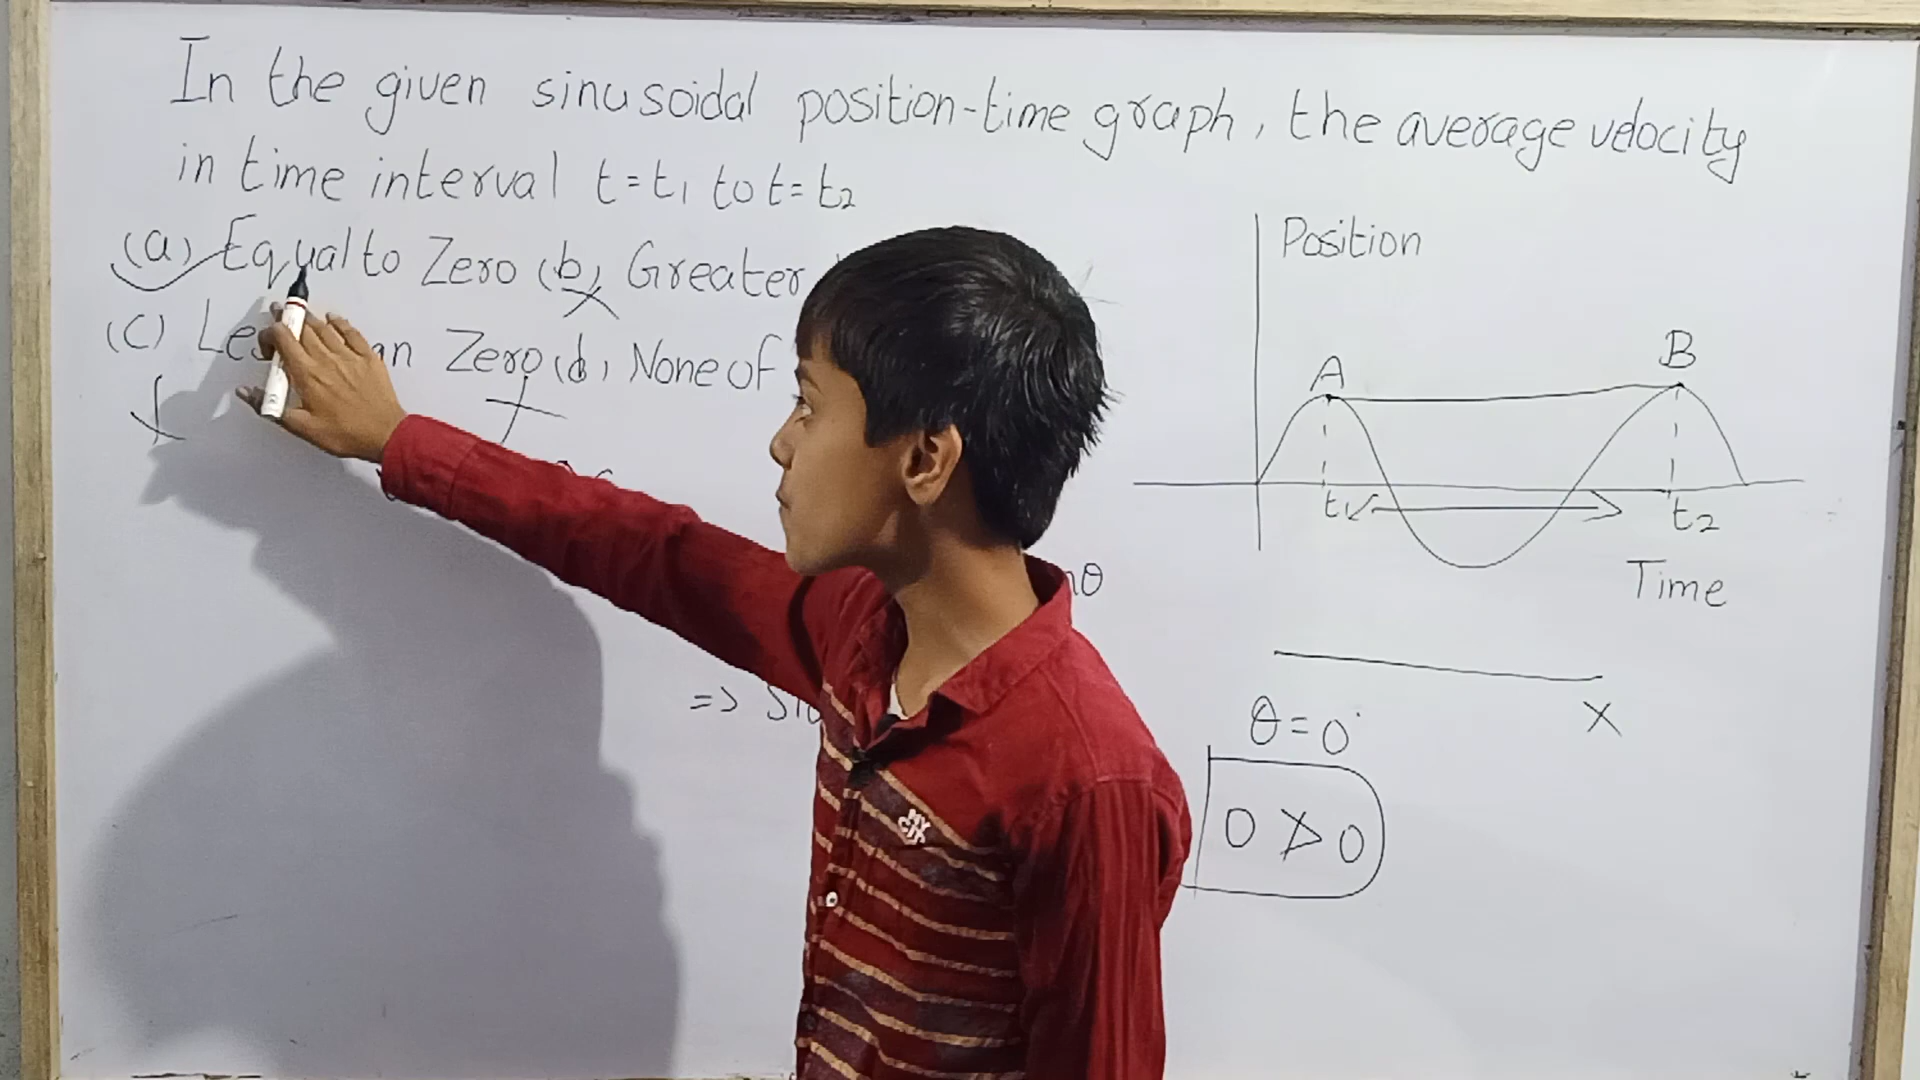 In the given sinusoidal position-time graph, the average velocity
in time interval t=t1 to t=t2
(a) Equal to Zero (b) Greater
(c) Zero (d) None of
Position
A
B
t1
t2
Time
θ
=>
X
θ=0°
0 > 0